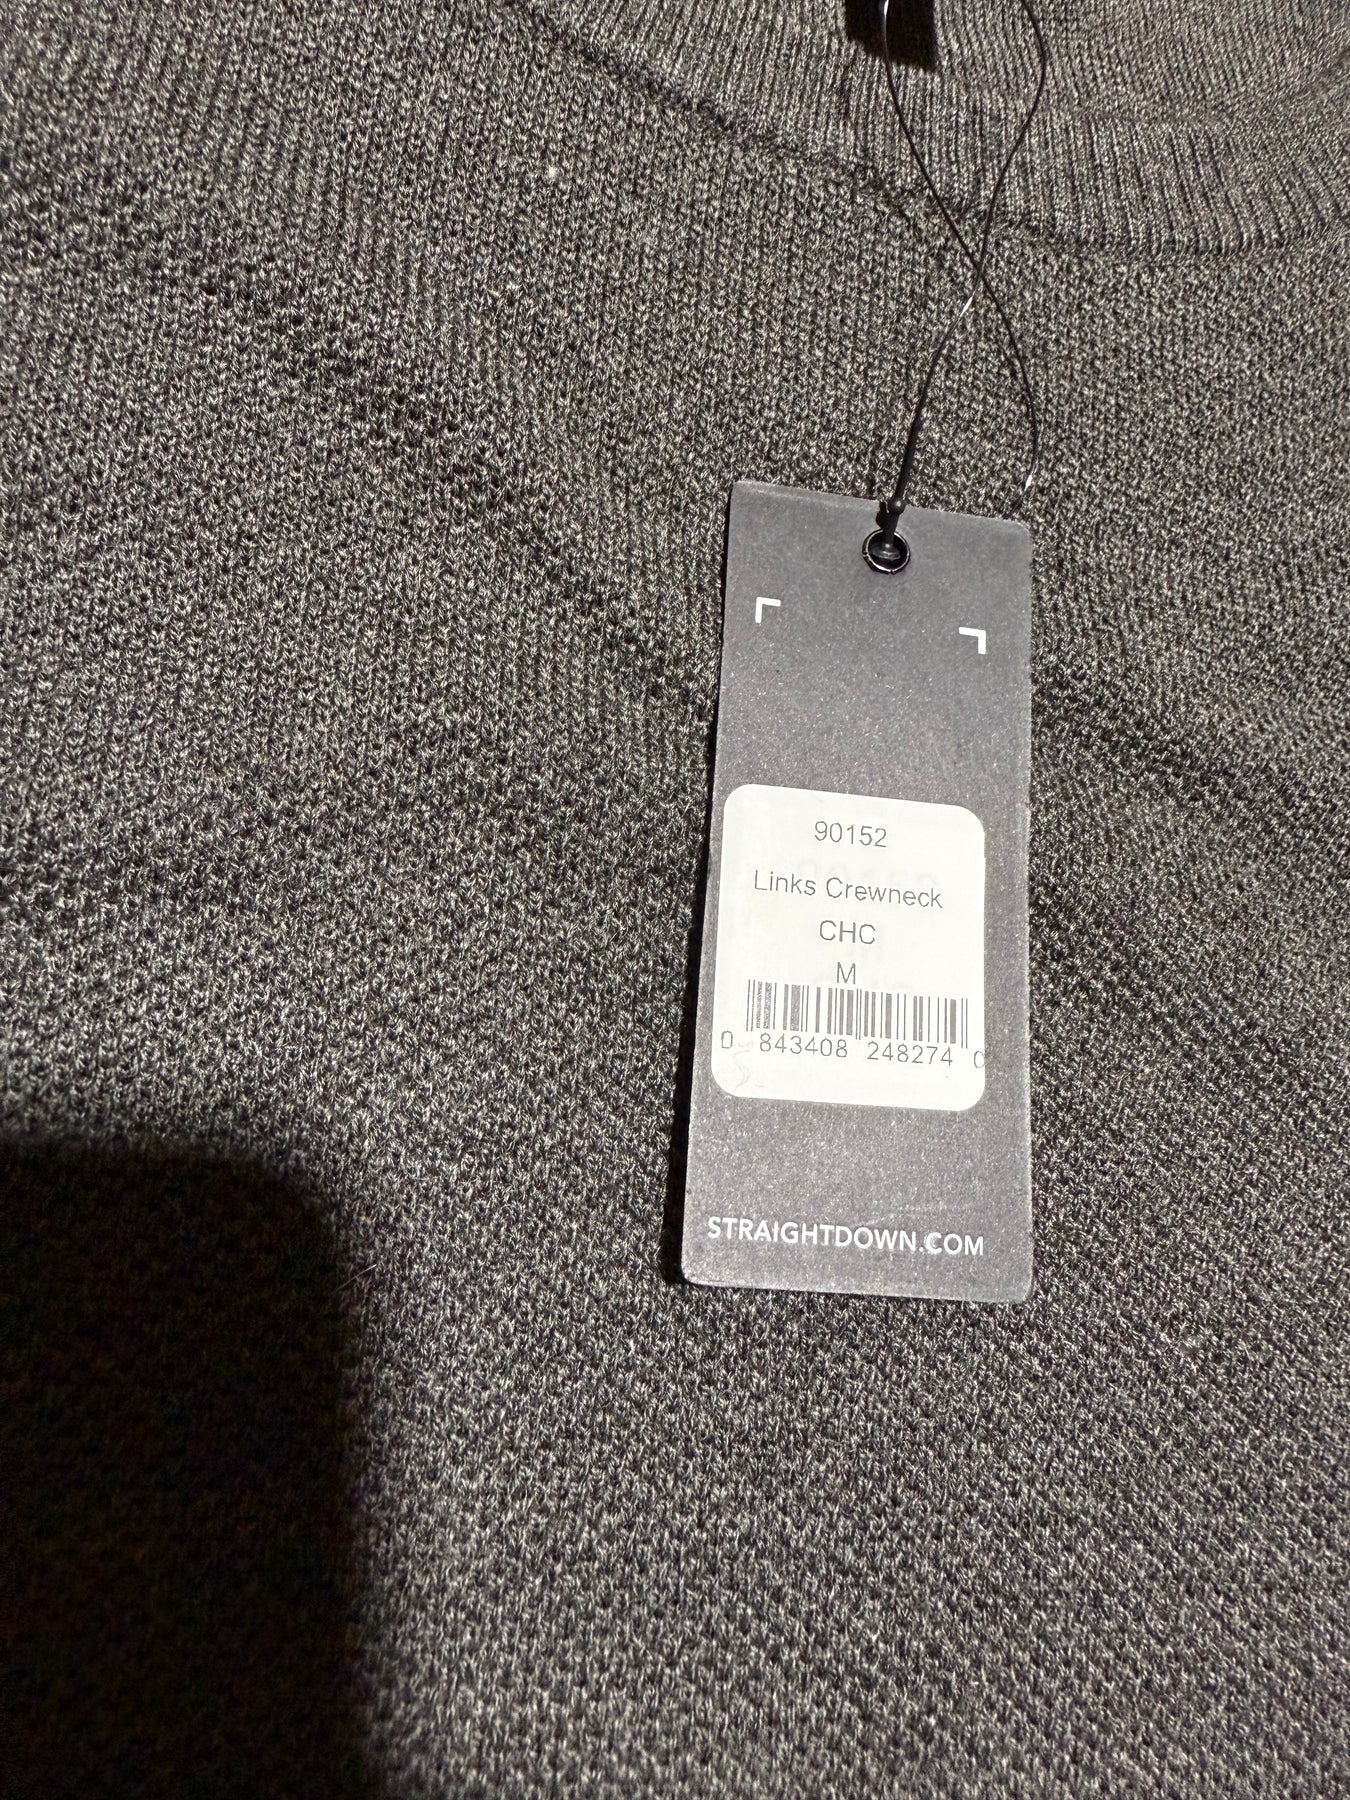 90152
Links Crewneck
CHC
M
0 843408 248274 0
STRAIGHTDOWN.COM